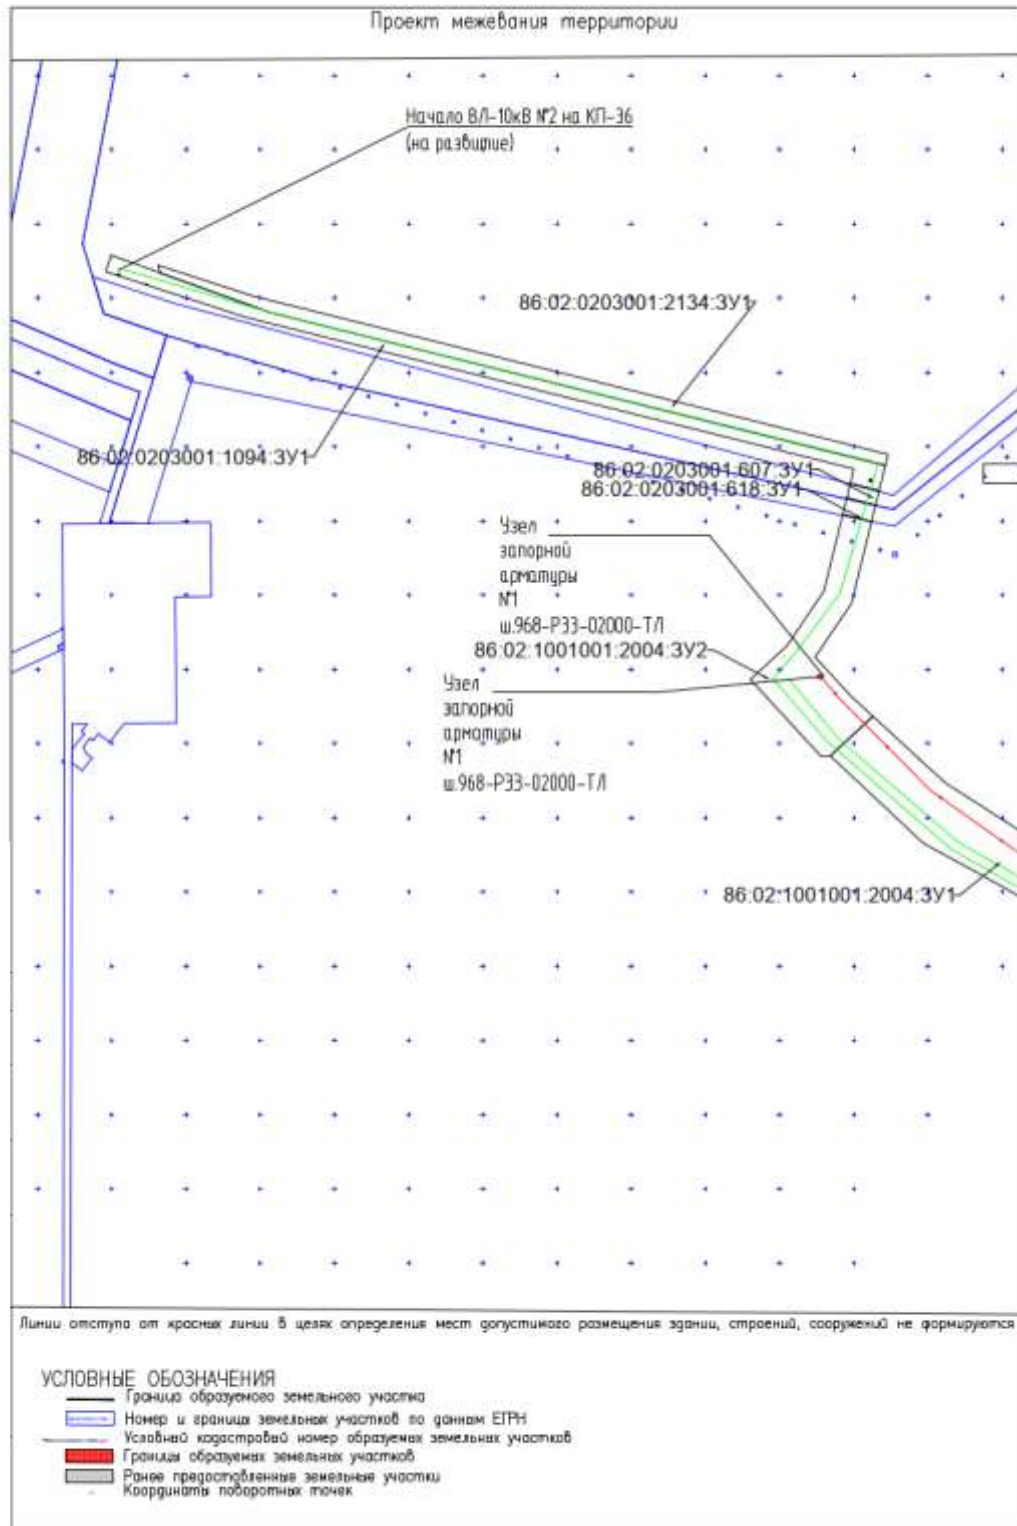 Проект межевания территории
Начало ВЛ-10кВ №2 на КП-36
(на развитие)
86:02:0203001:2134:ЗУ1
86:02:0203001:1094:ЗУ1
86:02:0203001:607:ЗУ1
86:02:0203001:618:ЗУ1
Узел
запорной
арматуры
№1
ш.968-РЭЗ-02000-ТЛ
86:02:1001001:2004:ЗУ2
Узел
запорной
арматуры
№1
ш.968-РЭЗ-02000-ТЛ
86:02:1001001:2004:ЗУ1
Линии отступа от красных линии в целях определения мест допустимого размещения здании, строений, сооружений не формируются
УСЛОВНЫЕ ОБОЗНАЧЕНИЯ
Граница образуемого земельного участка
Номер и границы земельных участков по данным ЕГРН
Условный кадастровый номер образуемых земельных участков
Границы образуемых земельных участков
Ранее предоставленные земельные участки
Координаты поворотных точек